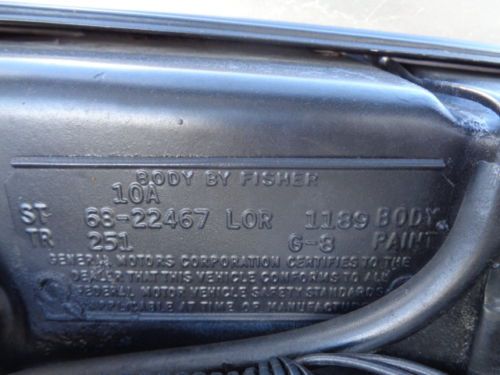 BODY BY FISHER
10A
ST 68-22467 LOR 1189 BODY
TR 251 G-8 PAINT
GENERAL MOTORS CORPORATION CERTIFIES TO THE
DEALER THAT THIS VEHICLE CONFORMS TO ALL
FEDERAL MOTOR VEHICLE SAFETY STANDARDS
APPLICABLE AT TIME OF MANUFACTURE